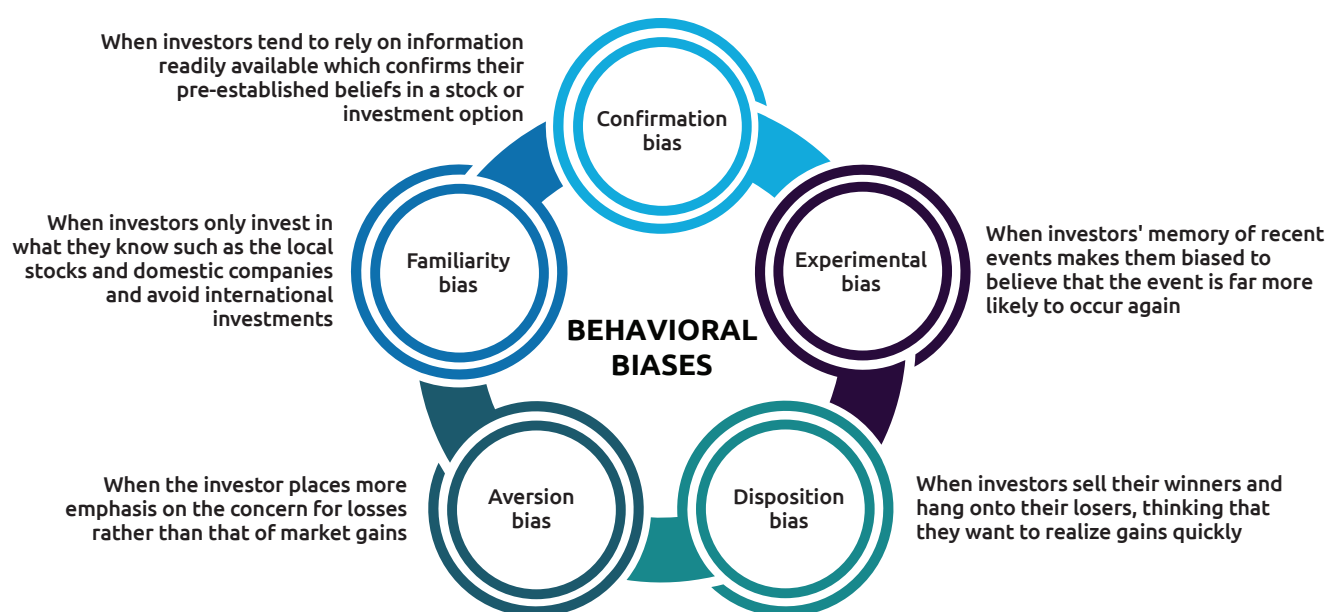 When investors tend to rely on information
readily available which confirms their
pre-established beliefs in a stock or
investment option
Confirmation
bias
When investors only invest in
what they know such as the local
stocks and domestic companies
and avoid international
investments
Familiarity
bias
Experimental
bias
When investors' memory of recent
events makes them biased to
believe that the event is far more
likely to occur again
BEHAVIORAL
BIASES
When the investor places more
emphasis on the concern for losses
rather than that of market gains
Aversion
bias
Disposition
bias
When investors sell their winners and
hang onto their losers, thinking that
they want to realize gains quickly